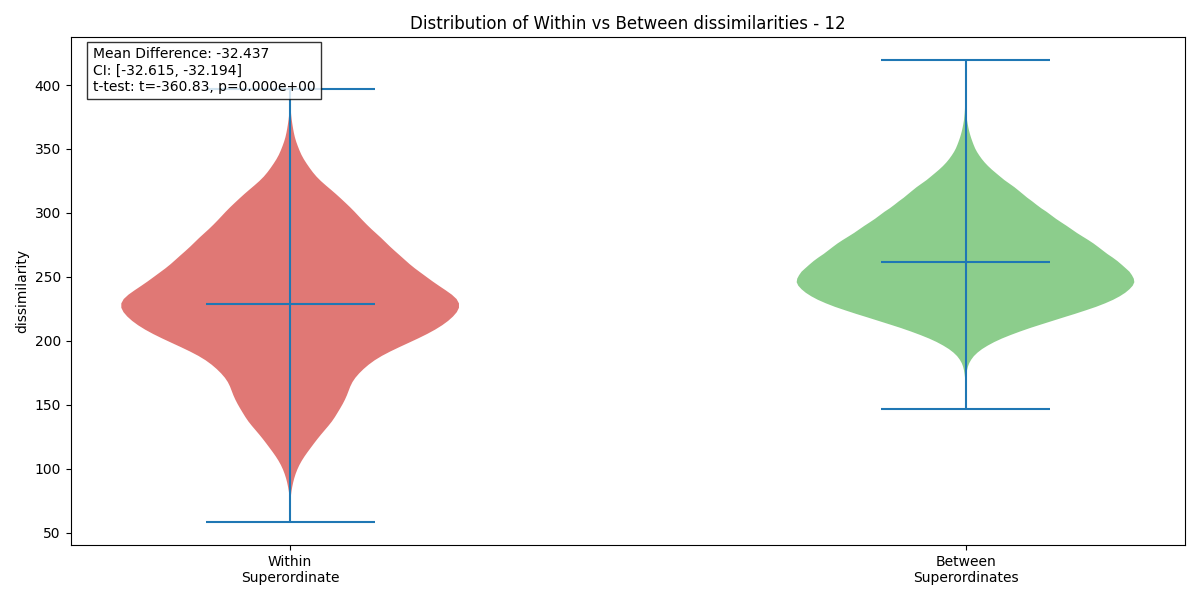 Distribution of Within vs Between dissimilarities - 12
Mean Difference: -32.437
CI: [-32.615, -32.194]
t-test: t=-360.83, p=0.000e+00
dissimilarity
400
350
300
250
200
150
100
50
Within
Superordinate
Between
Superordinates